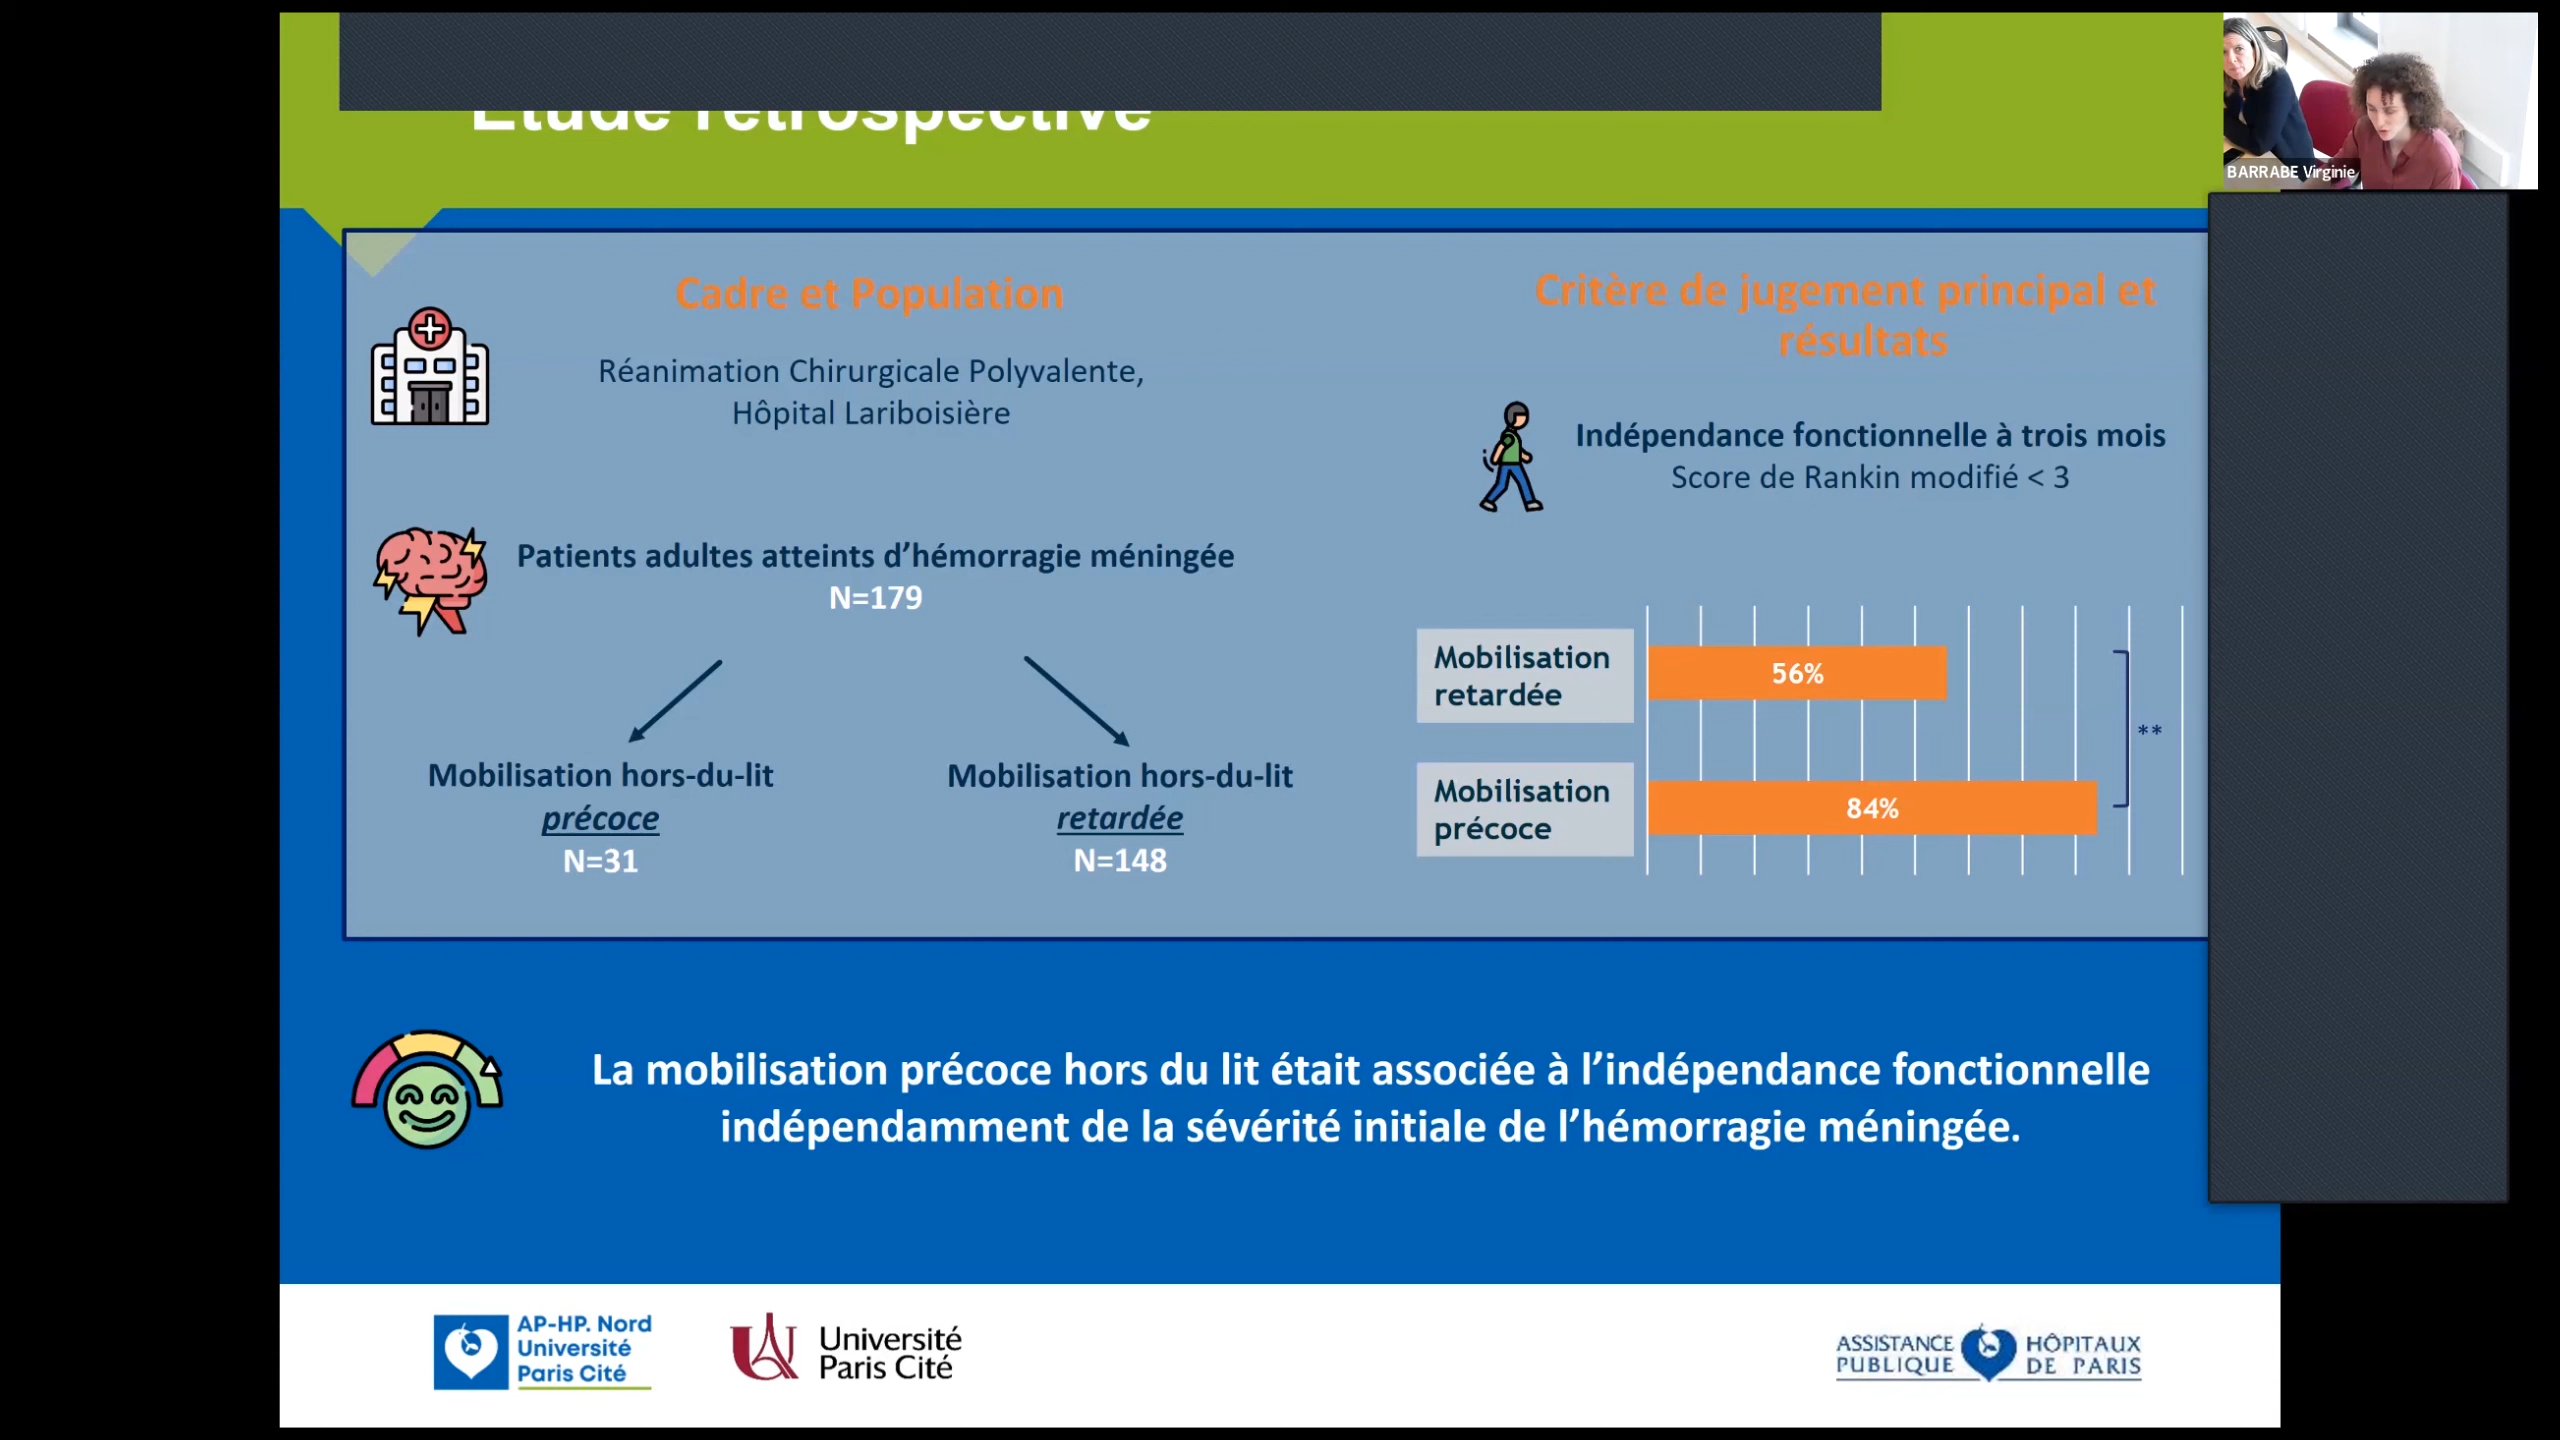 Étude rétrospective
BARRABE Virginie
Cadre et Population
Réanimation Chirurgicale Polyvalente,
Hôpital Lariboisière
Patients adultes atteints d’hémorragie méningée
N=179
Mobilisation hors-du-lit
précoce
N=31
Mobilisation hors-du-lit
retardée
N=148
Critère de jugement principal et
résultats
Indépendance fonctionnelle à trois mois
Score de Rankin modifié < 3
Mobilisation
retardée
56%
**
Mobilisation
précoce
84%
La mobilisation précoce hors du lit était associée à l’indépendance fonctionnelle
indépendamment de la sévérité initiale de l’hémorragie méningée.
AP-HP. Nord
Université
Paris Cité
Université
Paris Cité
ASSISTANCE HÔPITAUX
PUBLIQUE DE PARIS